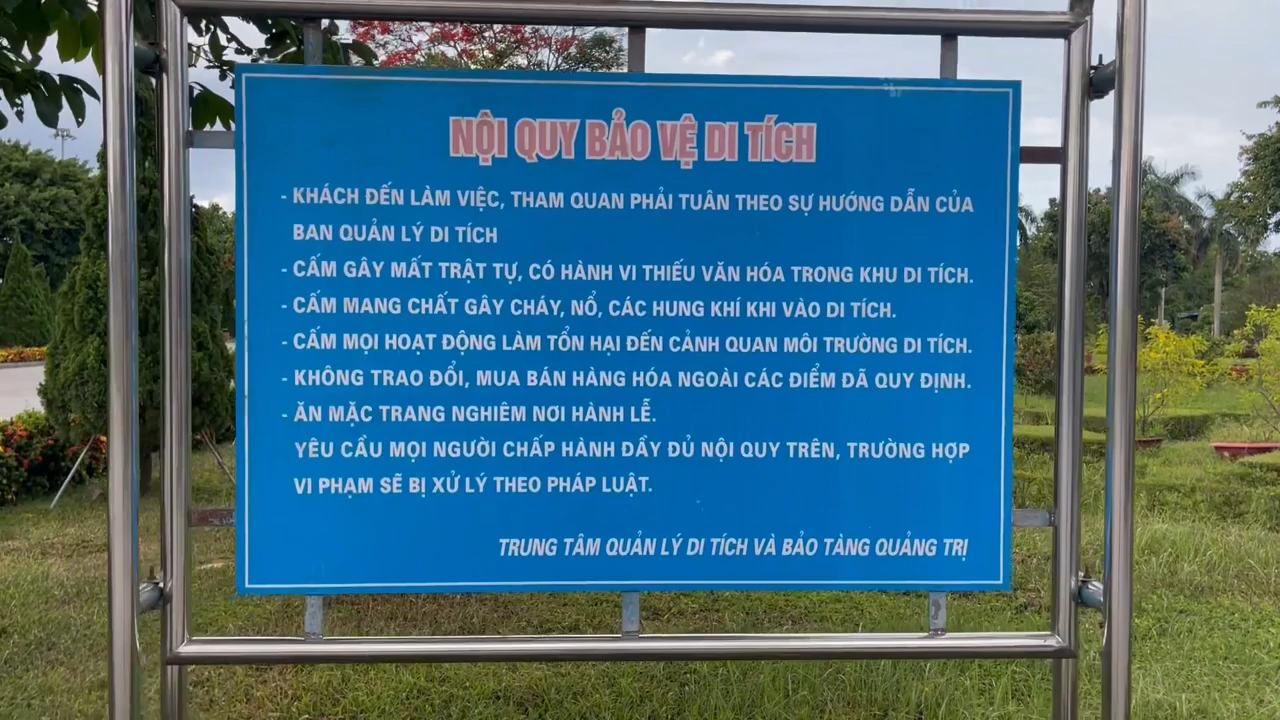 NỘI QUY BẢO VỆ DI TÍCH
- KHÁCH ĐẾN LÀM VIỆC, THAM QUAN PHẢI TUÂN THEO SỰ HƯỚNG DẪN CỦA
BAN QUẢN LÝ DI TÍCH
- CẤM GÂY MẤT TRẬT TỰ, CÓ HÀNH VI THIẾU VĂN HÓA TRONG KHU DI TÍCH.
- CẤM MANG CHẤT GÂY CHÁY, NỔ, CÁC HUNG KHÍ KHI VÀO DI TÍCH.
- CẤM MỌI HOẠT ĐỘNG LÀM TỔN HẠI ĐẾN CẢNH QUAN MÔI TRƯỜNG DI TÍCH.
- KHÔNG TRAO ĐỔI, MUA BÁN HÀNG HÓA NGOÀI CÁC ĐIỂM ĐÃ QUY ĐỊNH.
- ĂN MẶC TRANG NGHIÊM NƠI HÀNH LỄ.
YÊU CẦU MỌI NGƯỜI CHẤP HÀNH DẦY ĐỦ NỘI QUY TRÊN, TRƯỜNG HỢP
VI PHẠM SẼ BỊ XỬ LÝ THEO PHÁP LUẬT.
TRUNG TÂM QUẢN LÝ DI TÍCH VÀ BẢO TÀNG QUẢNG TRỊ